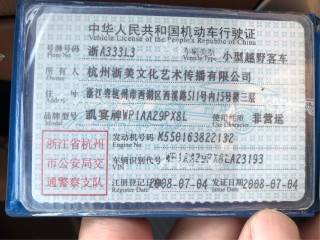 中华人民共和国机动车行驶证
Vehicle License of the People's Republic of China
号牌号码 浙A333L3 车辆类型 小型越野客车
所有人 杭州浙美文化艺术传播有限公司
住址 浙江省杭州市西湖区西溪路511号内15号楼三层
品牌型号 凯宴牌WP1AA29PX8L 使用性质 非营运
发动机号码 M550163822132
车辆识别代号
VIN
注册登记日期 2008-07-04 发证日期 2008-07-04
浙江省杭州
市公安局交
通警察支队